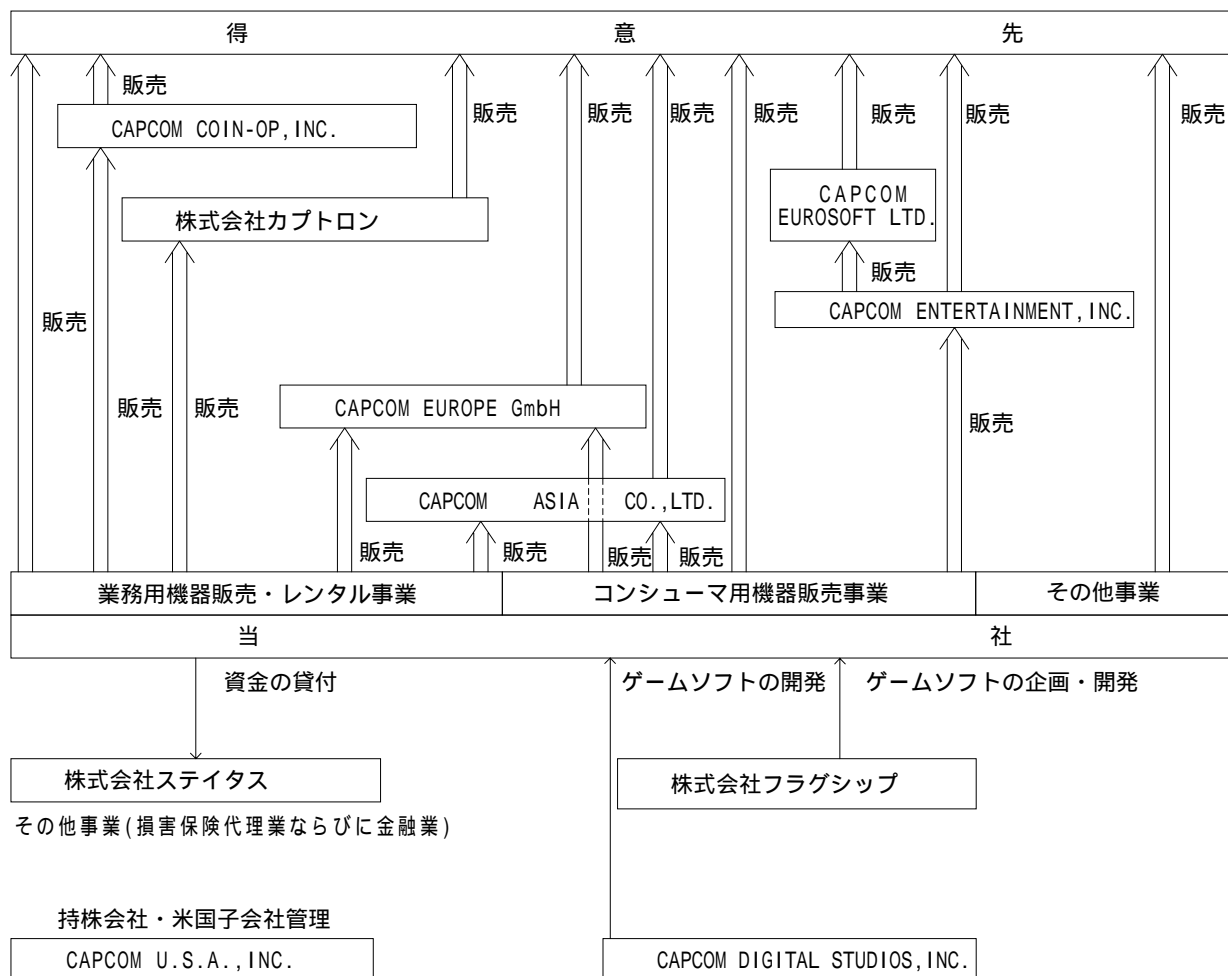 得 意 先
販売
CAPCOM COIN-OP,INC.
販売
販売
販売
販売
販売
販売
販売
株式会社カプトロン
CAPCOM
EUROSOFT LTD.
販売
CAPCOM ENTERTAINMENT,INC.
販売
CAPCOM EUROPE GmbH
販売
販売
販売
CAPCOM ASIA CO.,LTD.
販売
販売
販売
販売
業務用機器販売・レンタル事業
コンシューマ用機器販売事業
その他事業
当 社
資金の貸付
ゲームソフトの開発
ゲームソフトの企画・開発
株式会社ステイタス
株式会社フラグシップ
その他事業(損害保険代理業ならびに金融業)
持株会社・米国子会社管理
CAPCOM U.S.A.,INC.
CAPCOM DIGITAL STUDIOS,INC.